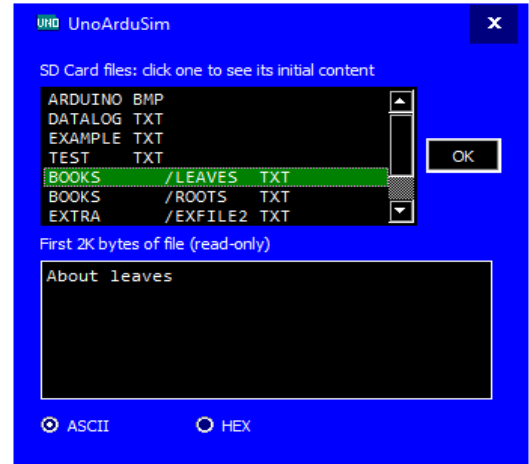 UNO UnoArduSim x
SD Card files: click one to see its initial content
ARDUINO BMP
DATALOG TXT
EXAMPLE TXT
TEST TXT
BOOKS /LEAVES TXT
BOOKS /ROOTS TXT
EXTRA /EXFILE2 TXT
OK
First 2K bytes of file (read-only)
About leaves
ASCII HEX